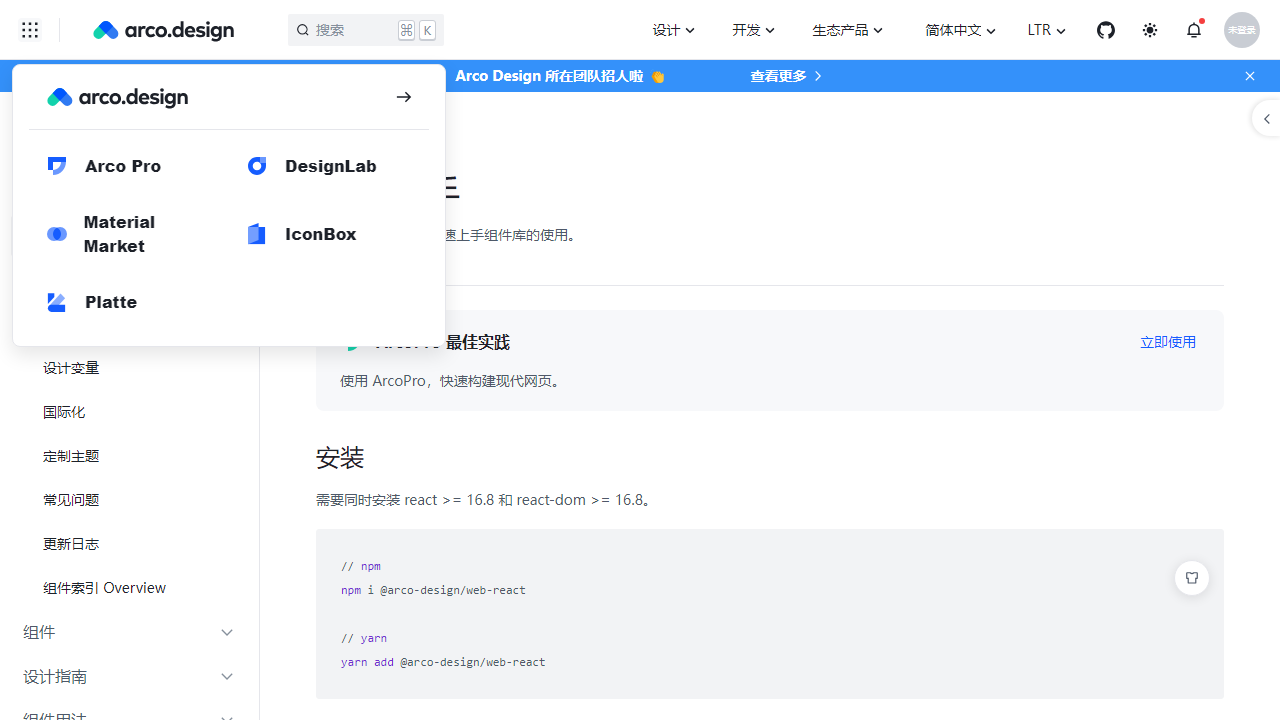 arco.design
搜索
⌘ K
设计
开发
生态产品
简体中文
LTR
未登录
Arco Design 所在团队招人啦 👏
查看更多
arco.design
Arco Pro
DesignLab
Material
Market
IconBox
Platte
速上手组件库的使用。
最佳实践
立即使用
使用 ArcoPro，快速构建现代网页。
设计变量
国际化
定制主题
常见问题
更新日志
组件索引 Overview
组件
设计指南
组件用法
安装
需要同时安装 react >= 16.8 和 react-dom >= 16.8。
// npm
npm i @arco-design/web-react
// yarn
yarn add @arco-design/web-react